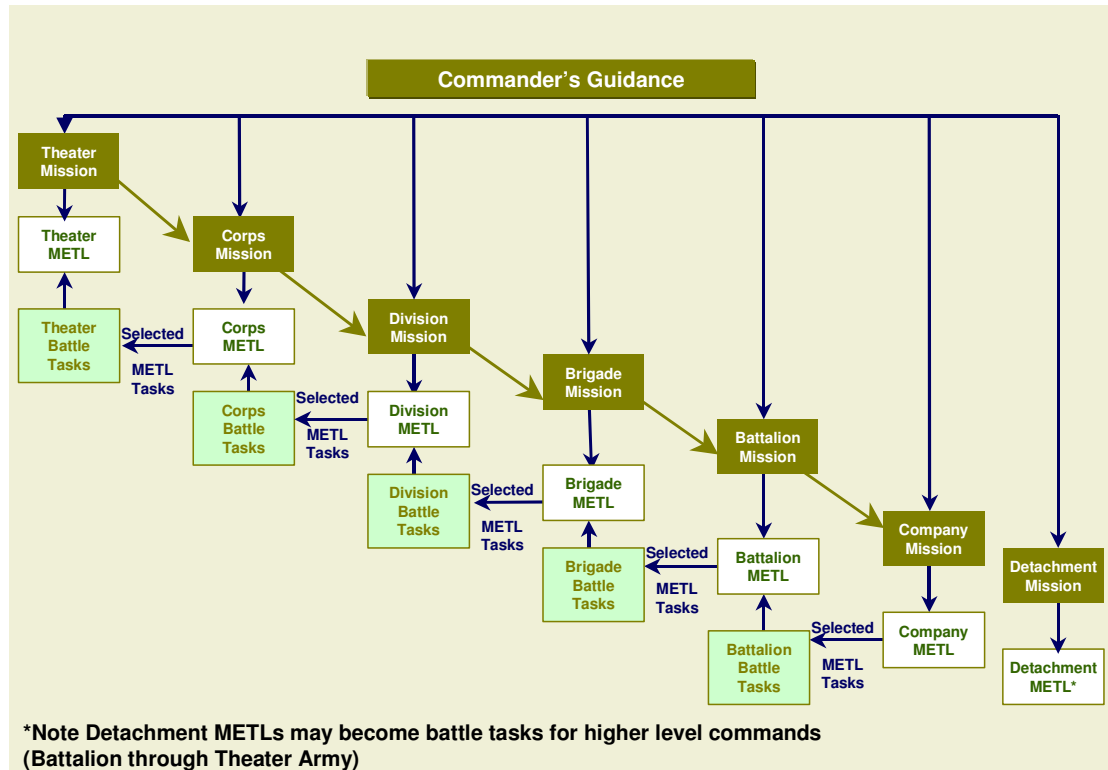 Commander's Guidance
Theater
Mission
Theater
METL
Corps
Mission
Theater
Battle
Tasks
Selected
METL
Tasks
Corps
METL
Division
Mission
Corps
Battle
Tasks
Selected
METL
Tasks
Division
METL
Brigade
Mission
Division
Battle
Tasks
Selected
METL
Tasks
Brigade
METL
Battalion
Mission
Brigade
Battle
Tasks
Selected
METL
Tasks
Battalion
METL
Company
Mission
Battalion
Battle
Tasks
Selected
METL
Tasks
Company
METL
Detachment
Mission
Detachment
METL*
*Note Detachment METLs may become battle tasks for higher level commands
(Battalion through Theater Army)